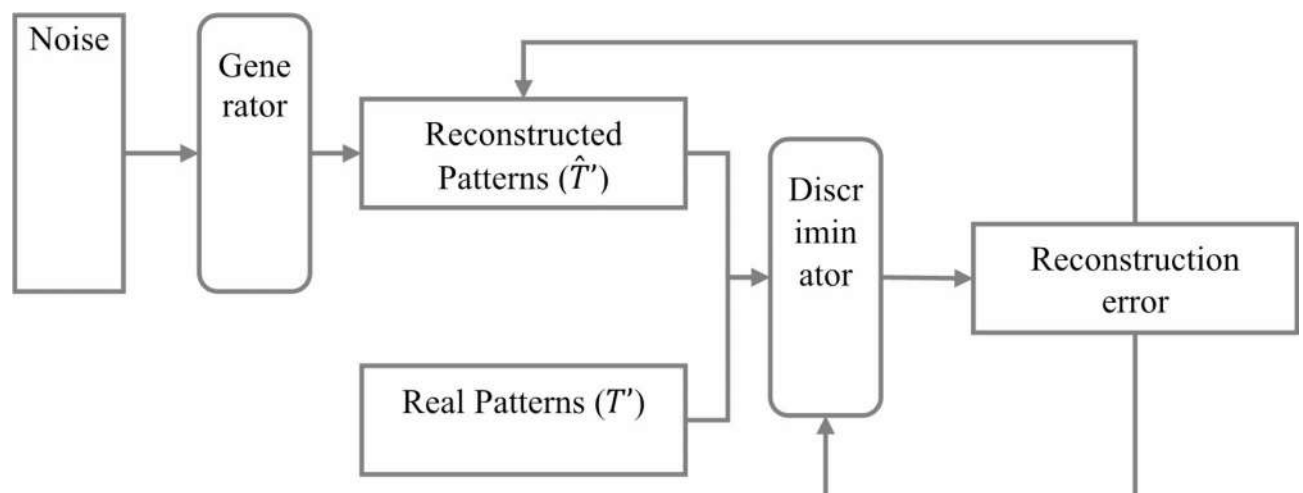 Noise
Gene
rator
Reconstructed
Patterns (T̂')
Real Patterns (T')
Discr
imin
ator
Reconstruction
error